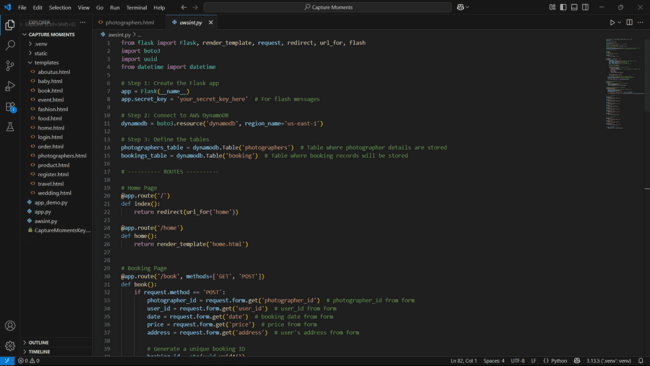 File Edit Selection View Go Run Terminal Help
Capture Moments
EXPLORER
photographers.html
awsint.py
CAPTURE MOMENTS
.venv
static
templates
aboutus.html
baby.html
book.html
event.html
fashion.html
food.html
home.html
login.html
order.html
photographers.html
product.html
register.html
travel.html
wedding.html
app_demo.py
app.py
awsint.py
CaptureMomentsKey...
OUTLINE
TIMELINE
awsint.py > ...
1 from flask import Flask, render_template, request, redirect, url_for, flash
2 import boto3
3 import uuid
4 from datetime import datetime
5
6 # Step 1: Create the Flask app
7 app = Flask(__name__)
8 app.secret_key = 'your_secret_key_here' # For flash messages
9
10 # Step 2: Connect to AWS DynamoDB
11 dynamodb = boto3.resource('dynamodb', region_name='us-east-1')
12
13 # Step 3: Define the tables
14 photographers_table = dynamodb.Table('photographers') # Table where photographer details are stored
15 bookings_table = dynamodb.Table('booking') # Table where booking records will be stored
16
17 # ---------- ROUTES ----------
18
19 # Home Page
20 @app.route('/')
21 def index():
22 return redirect(url_for('home'))
23
24 @app.route('/home')
25 def home():
26 return render_template('home.html')
27
28
29 # Booking Page
30 @app.route('/book', methods=['GET', 'POST'])
31 def book():
32 if request.method == 'POST':
33 photographer_id = request.form.get('photographer_id') # photographer_id from form
34 user_id = request.form.get('user_id') # user_id from form
35 date = request.form.get('date') # booking date from form
36 price = request.form.get('price') # price from form
37 address = request.form.get('address') # user's address from form
38
39 # Generate a unique booking ID
0 0
Ln 82, Col 1 Spaces: 4 UTF-8 LF Python 3.13.5 ('.venv': venv)